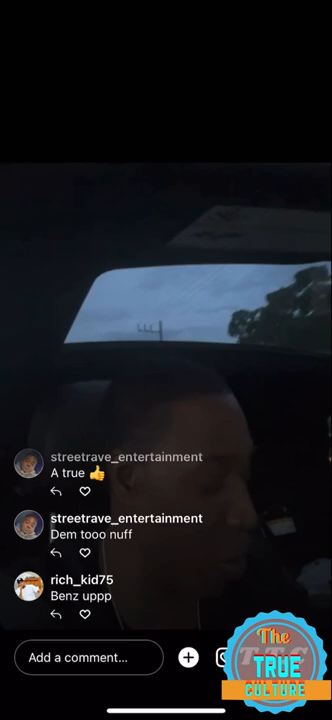 streetrave_entertainment
A true 👍
streetrave_entertainment
Dem tooo nuff
rich_kid75
Benz uppp
Add a comment...
The
TRUE
CULTURE